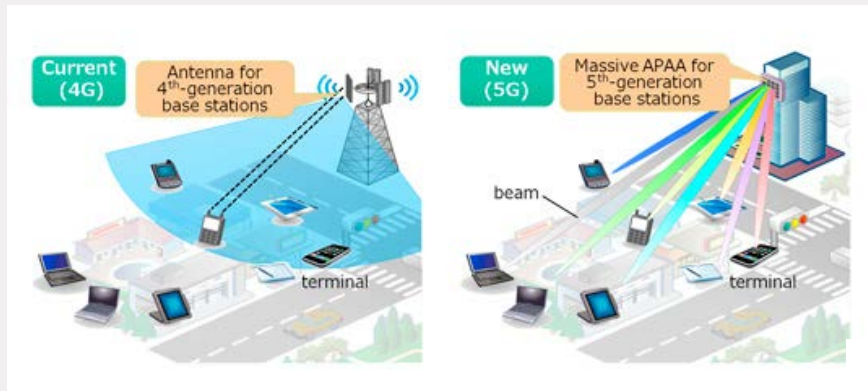 Current
(4G)
Antenna for
4th-generation
base stations
terminal
New
(5G)
Massive APAA for
5th-generation
base stations
beam
terminal